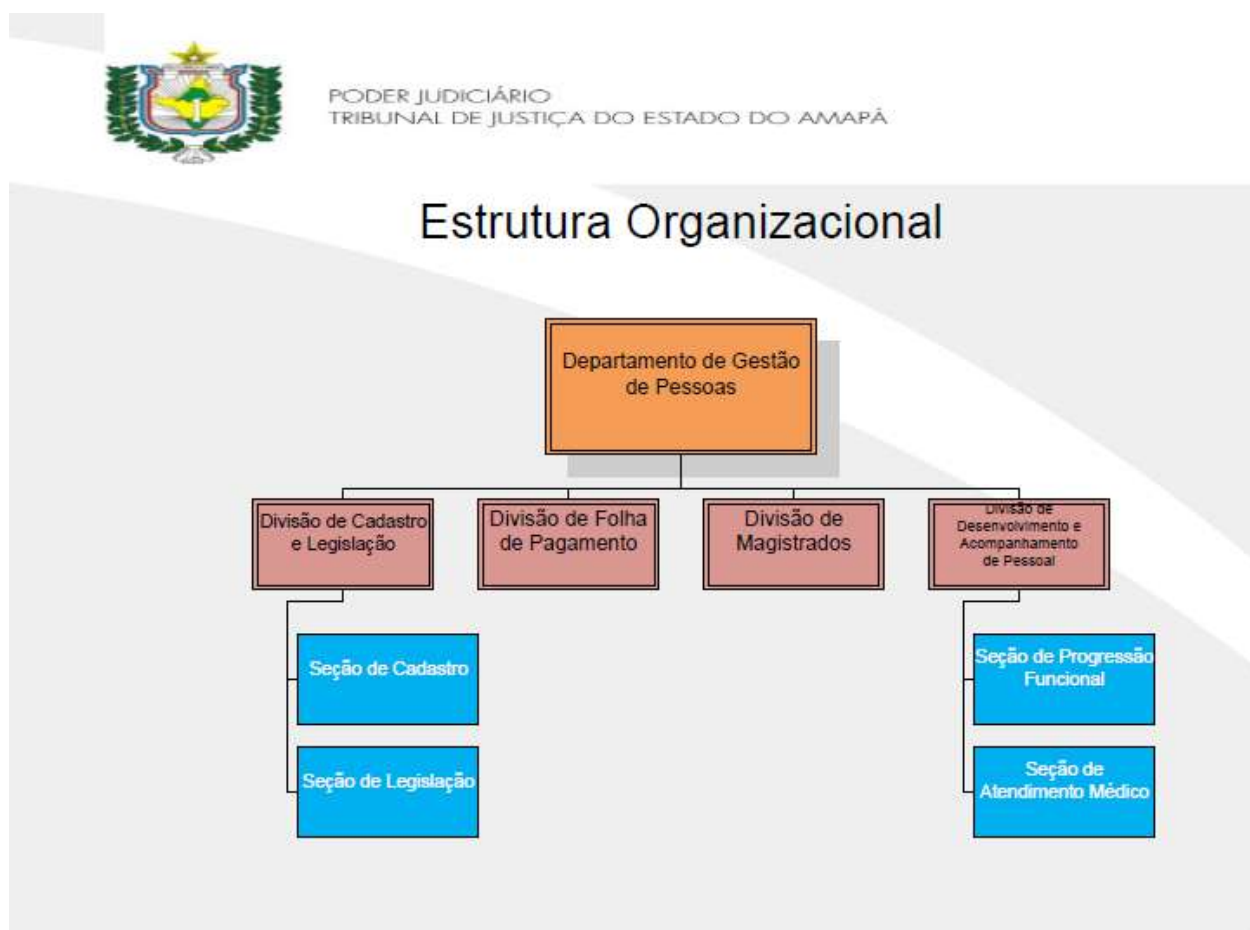 PODER JUDICIÁRIO
TRIBUNAL DE JUSTIÇA DO ESTADO DO AMAPÁ
Estrutura Organizacional
Departamento de Gestão
de Pessoas
Divisão de Cadastro
e Legislação
Divisão de Folha
de Pagamento
Divisão de
Magistrados
Divisão de
Desenvolvimento e
Acompanhamento
de Pessoal
Seção de Cadastro
Seção de Legislação
Seção de Progressão
Funcional
Seção de
Atendimento Médico